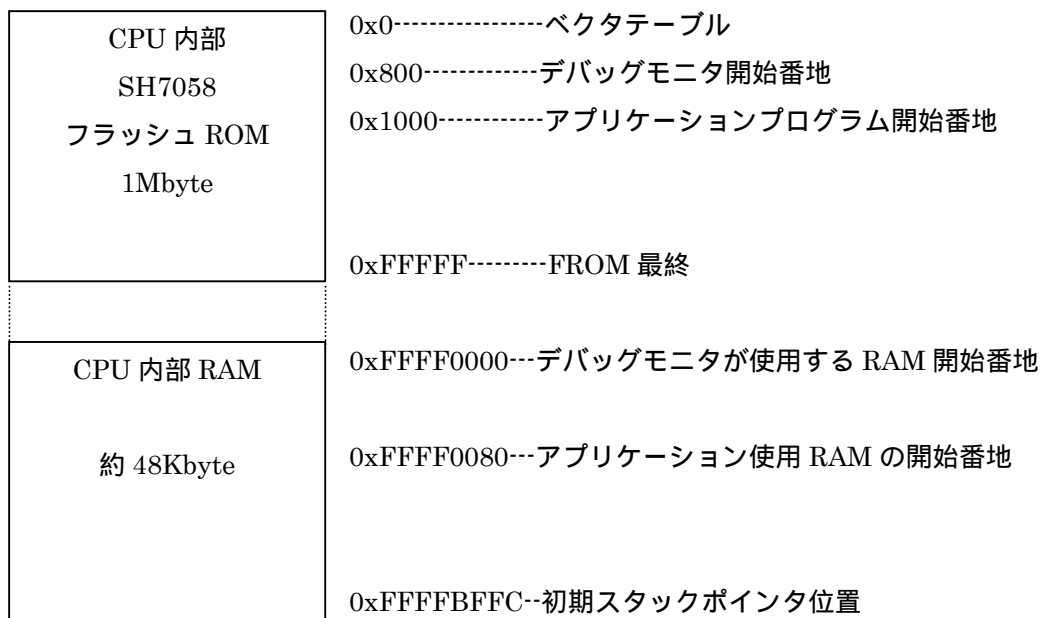 CPU 内部
SH7058
フラッシュ ROM
1Mbyte
0x0-----------------ベクタテーブル
0x800-------------デバッグモニタ開始番地
0x1000------------アプリケーションプログラム開始番地
0xFFFFF---------FROM 最終
CPU 内部 RAM
約 48Kbyte
0xFFFF0000---デバッグモニタが使用する RAM 開始番地
0xFFFF0080---アプリケーション使用 RAM の開始番地
0xFFFFBFFC--初期スタックポインタ位置